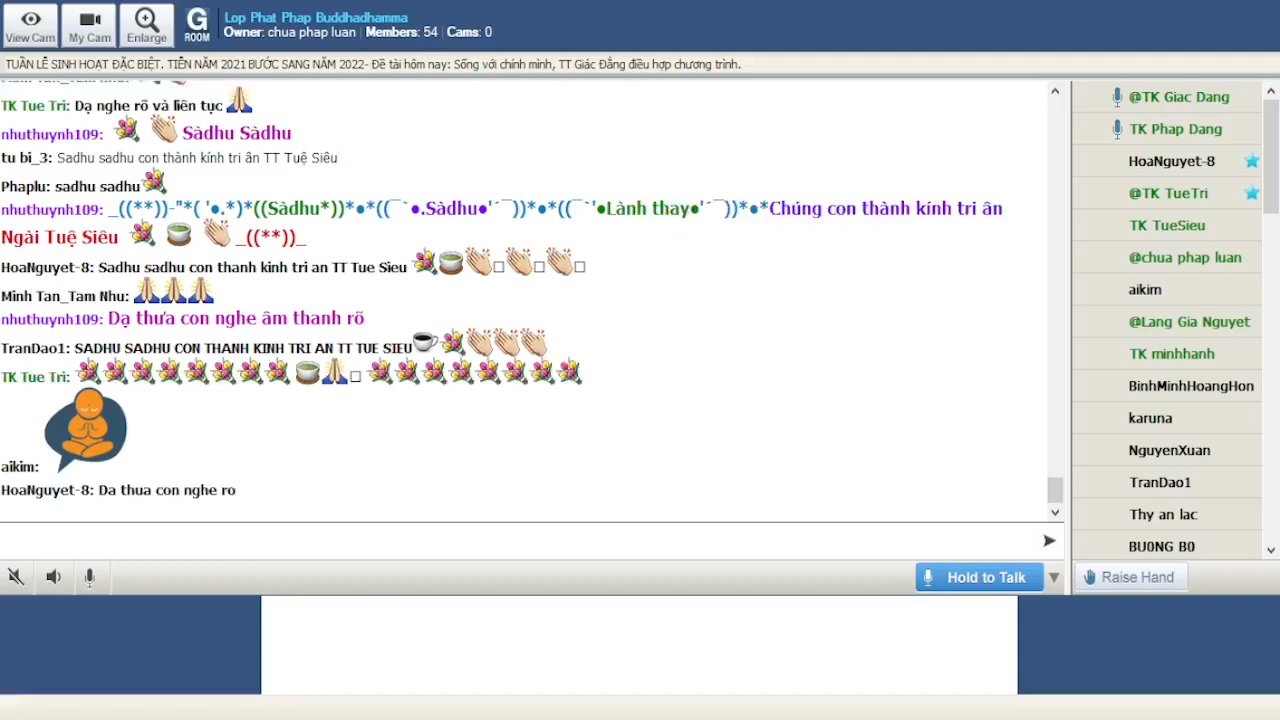 View Cam
My Cam
Enlarge
G
ROOM
Lop Phat Phap Buddhadhamma
Owner: chua phap luan | Members: 54 | Cams: 0
TUẦN LỄ SINH HOẠT ĐẶC BIỆT. TIỄN NĂM 2021 BƯỚC SANG NĂM 2022- Đề tài hôm nay: Sống với chính mình, TT Giác Đẳng điều hợp chương trình.
TK Tue Tri: Dạ nghe rõ và liên tục 🙏
nhuthuynh109: 💐 👏 Sàdhu Sàdhu
tu bi_3: Sadhu sadhu con thành kính tri ân TT Tuệ Siêu
Phaplu: sadhu sadhu💐
nhuthuynh109: _((**))-"*( '●.*)*((Sàdhu*))*●*((¯`●.Sàdhu●'´¯))*●*●*((¯`'●Lành thay●'´¯))*●*Chúng con thành kính tri ân
Ngài Tuệ Siêu 💐 🍵 👏 _((**))_
HoaNguyet-8: Sadhu sadhu con thanh kinh tri an TT Tue Sieu 💐🍵👏□👏□👏□
Minh Tan_Tam Nhu: 🙏🙏🙏
nhuthuynh109: Dạ thưa con nghe âm thanh rõ
TranDao1: SADHU SADHU CON THANH KINH TRI AN TT TUE SIEU☕💐👏👏👏
TK Tue Tri: 💐💐💐💐💐💐💐💐🍵🙏□ 💐💐💐💐💐💐💐💐
aikim:
HoaNguyet-8: Da thua con nghe ro
Hold to Talk
@TK Giac Dang
TK Phap Dang
HoaNguyet-8
@TK TueTri
TK TueSieu
@chua phap luan
aikim
@Lang Gia Nguyet
TK minhhanh
BinhMinhHoangHon
karuna
NguyenXuan
TranDao1
Thy an lac
BU0NG B0
Raise Hand